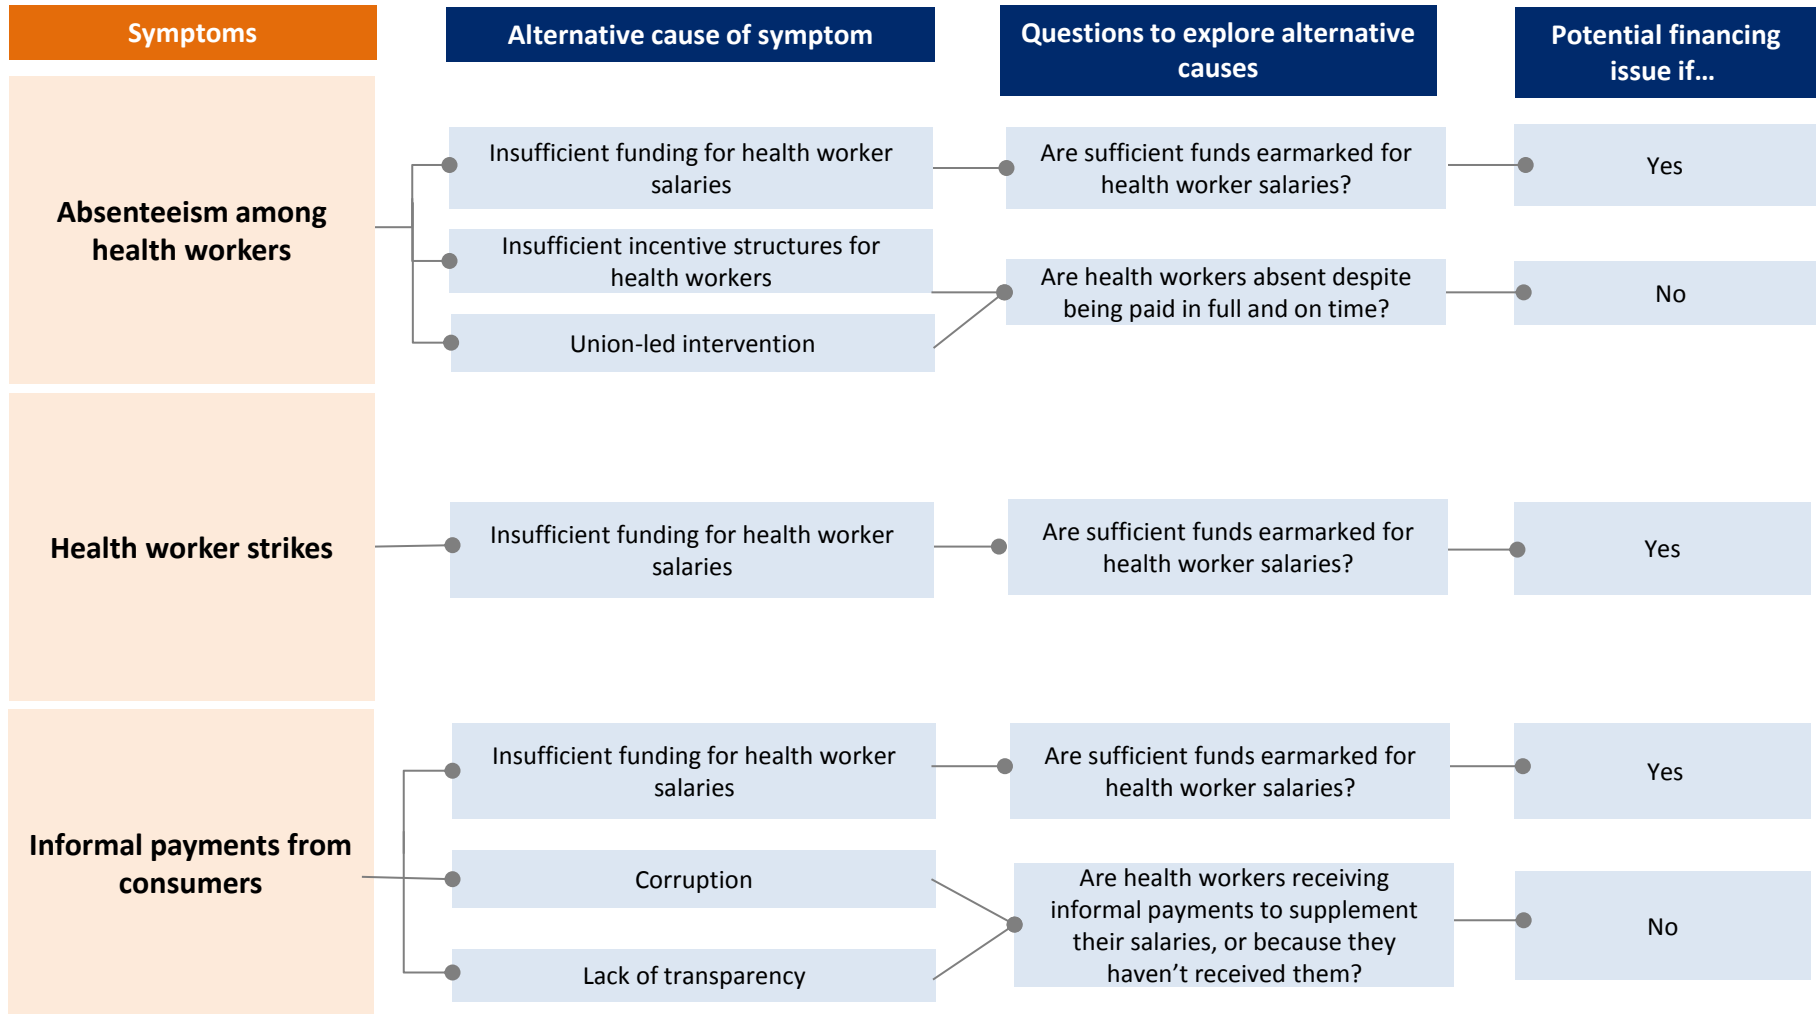 Symptoms
Alternative cause of symptom
Questions to explore alternative
causes
Potential financing
issue if...
Absenteeism among
health workers
Insufficient funding for health worker
salaries
Are sufficient funds earmarked for
health worker salaries?
Yes
Insufficient incentive structures for
health workers
Union-led intervention
Are health workers absent despite
being paid in full and on time?
No
Health worker strikes
Insufficient funding for health worker
salaries
Are sufficient funds earmarked for
health worker salaries?
Yes
Informal payments from
consumers
Insufficient funding for health worker
salaries
Are sufficient funds earmarked for
health worker salaries?
Yes
Corruption
Lack of transparency
Are health workers receiving
informal payments to supplement
their salaries, or because they
haven’t received them?
No